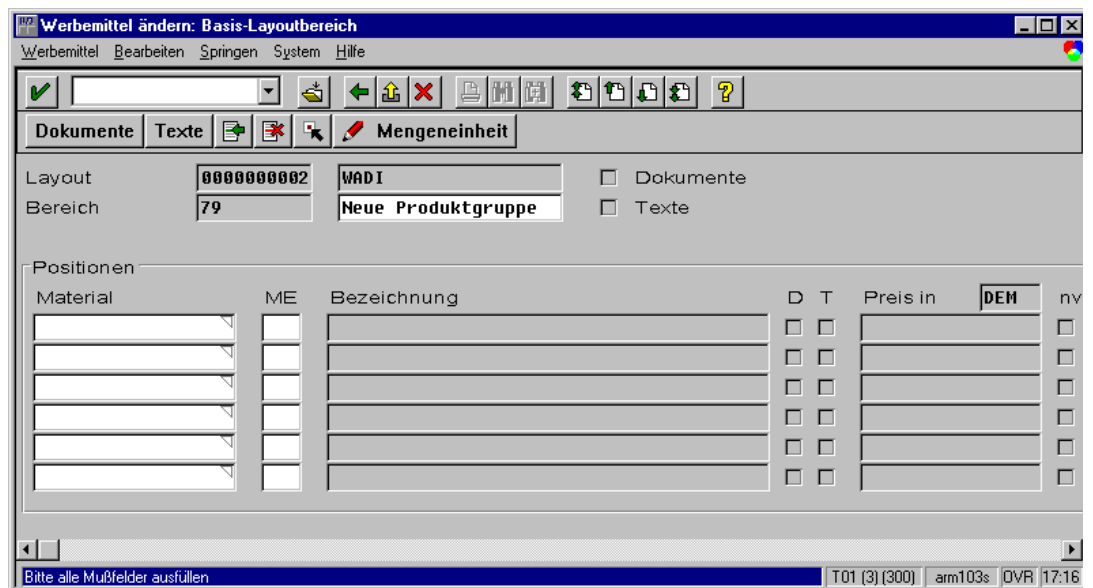 Werbemittel ändern: Basis-Layoutbereich
Werbemittel Bearbeiten Springen System Hilfe
Dokumente Texte Mengeneinheit
Layout 0000000002 WADI Dokumente
Bereich 79 Neue Produktgruppe Texte
Positionen
Material ME Bezeichnung D T Preis in DEM nv
Bitte alle Mußfelder ausfüllen T01 (3) (300) arm103s OVR 17:16